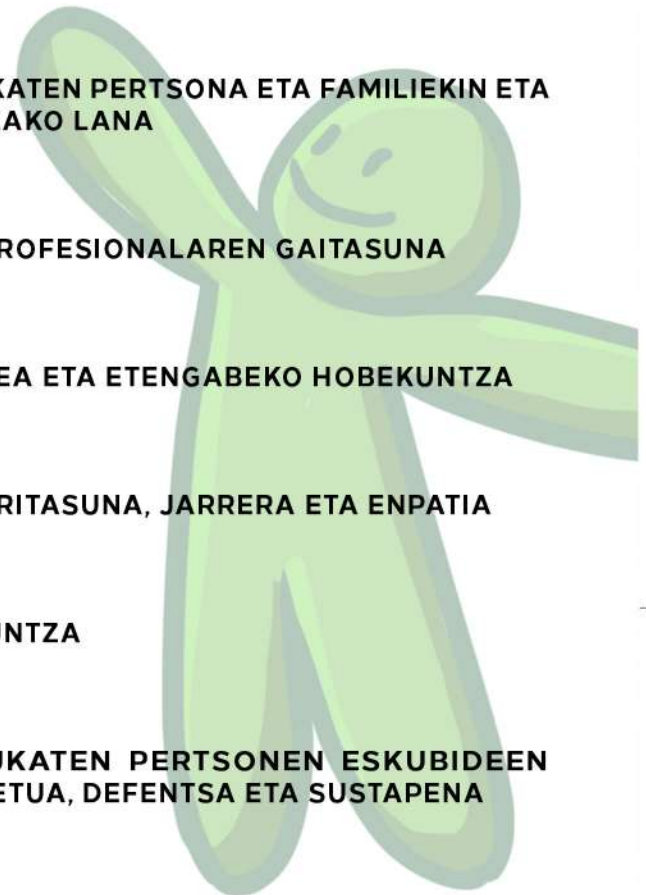 KATEN PERTSONA ETA FAMILIEKIN ETA
AKO LANA
ROFESIONALAREN GAITASUNA
EA ETA ETENGABEKO HOBEKUNTZA
RITASUNA, JARRERA ETA ENPATIA
NTZA
UKATEN PERTSONEN ESKUBIDEEN
ETUA, DEFENTSA ETA SUSTAPENA